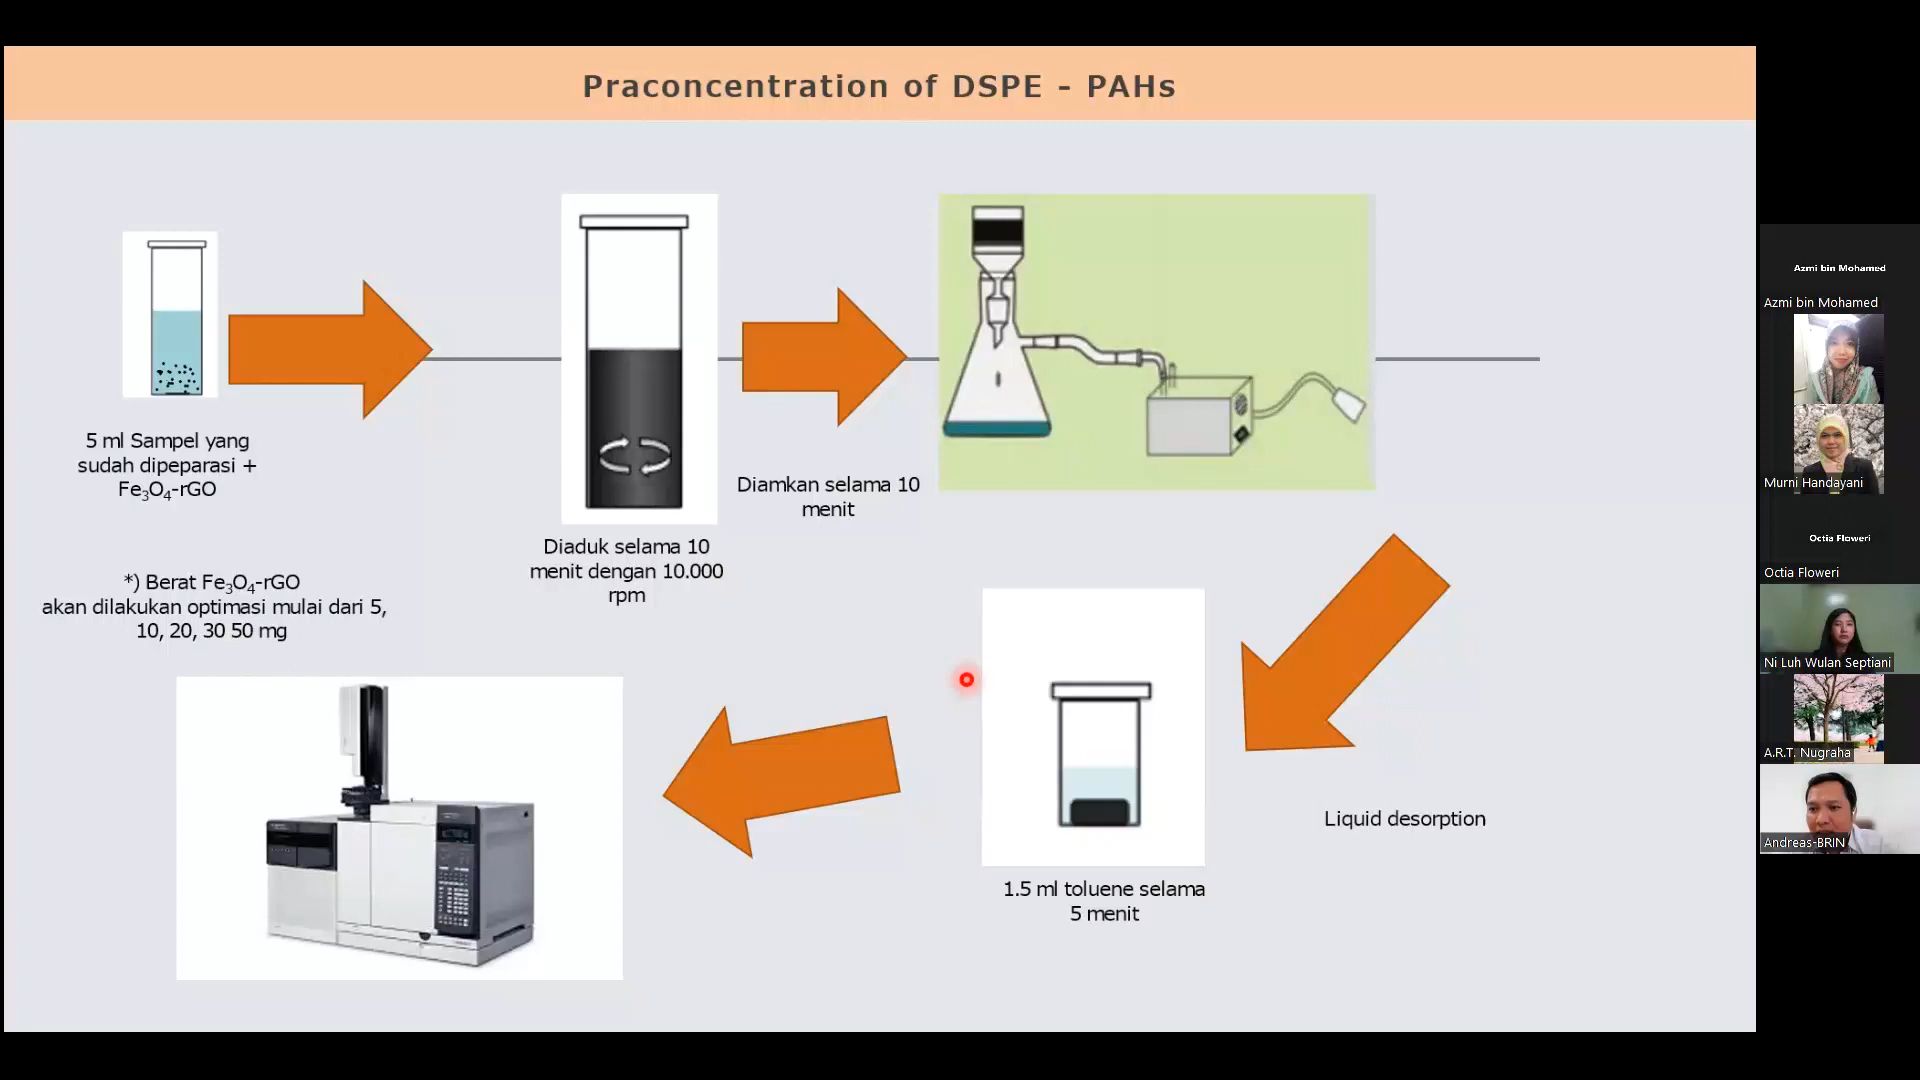 Praconcentration of DSPE - PAHs
5 ml Sampel yang
sudah dipeparasi +
Fe₃O₄-rGO
*) Berat Fe₃O₄-rGO
akan dilakukan optimasi mulai dari 5,
10, 20, 30 50 mg
Diaduk selama 10
menit dengan 10.000
rpm
Diamkan selama 10
menit
Liquid desorption
1.5 ml toluene selama
5 menit
Azmi bin Mohamed
Azmi bin Mohamed
Murni Handayani
Octia Floweri
Octia Floweri
Ni Luh Wulan Septiani
A.R.T. Nugraha
Andreas-BRIN